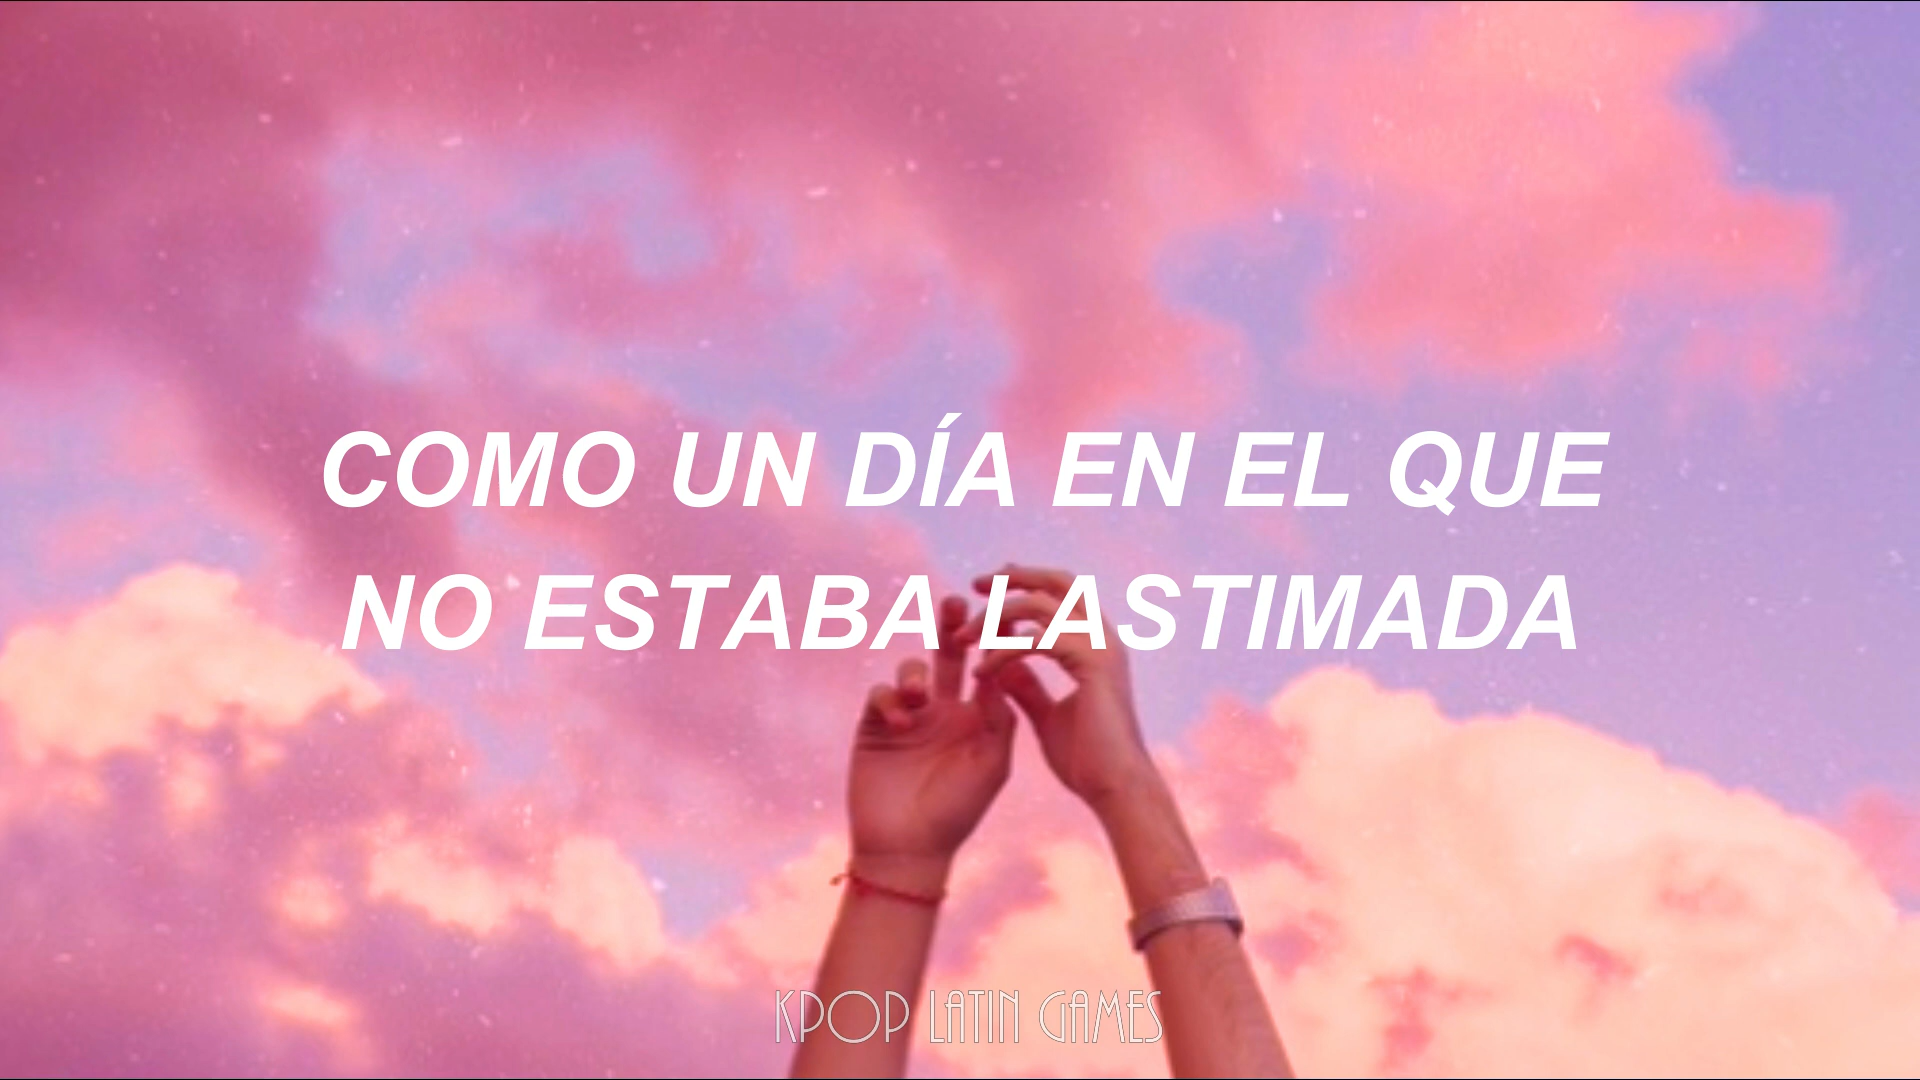 COMO UN DÍA EN EL QUE
NO ESTABA LASTIMADA
KPOP LATIN GAMES